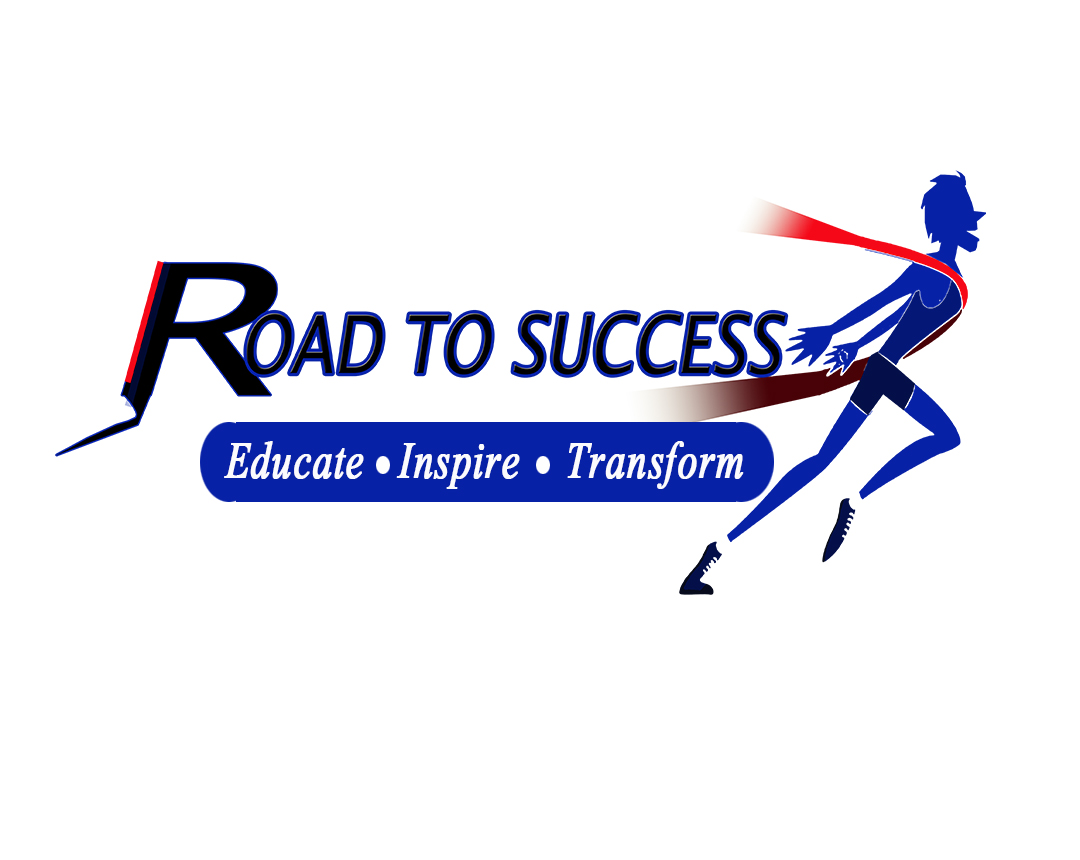 ROAD TO SUCCESS
Educate • Inspire • Transform